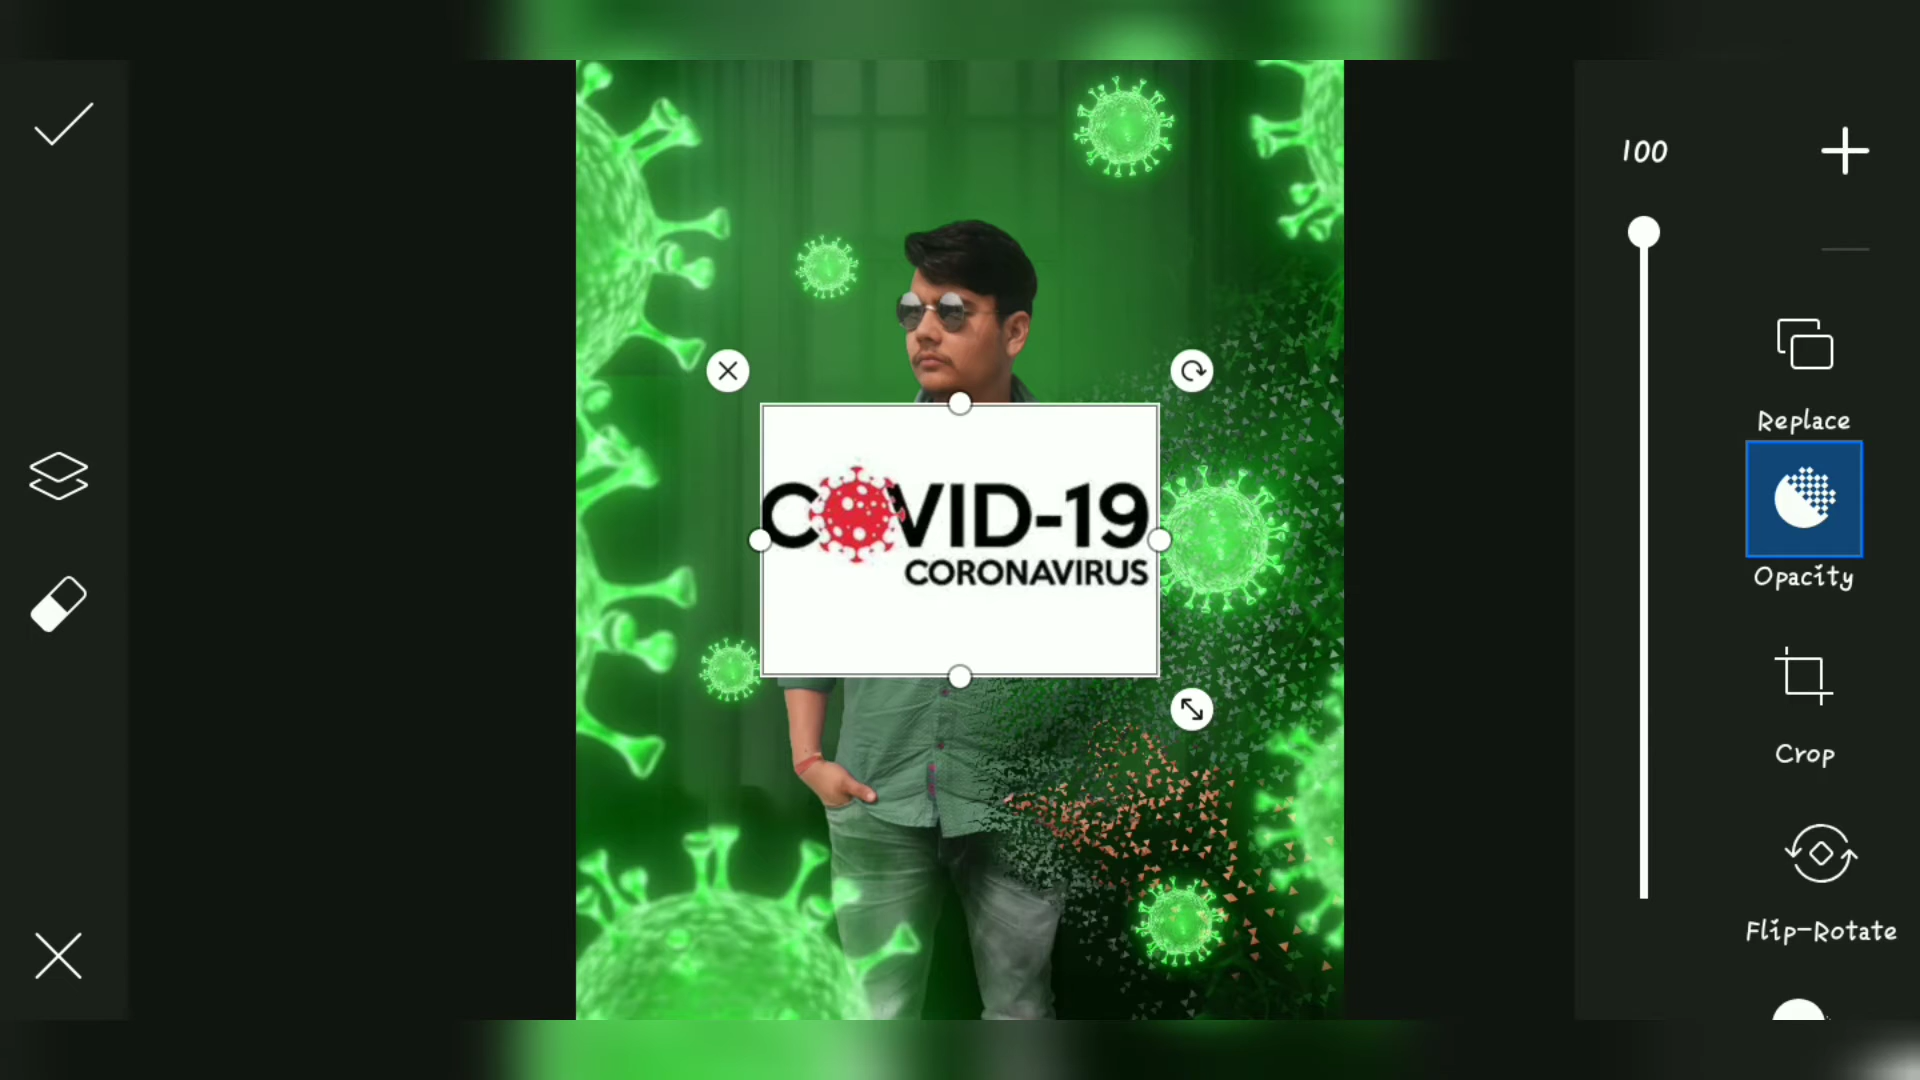 100
Replace
COVID-19
CORONAVIRUS
Opacity
Crop
Flip-Rotate